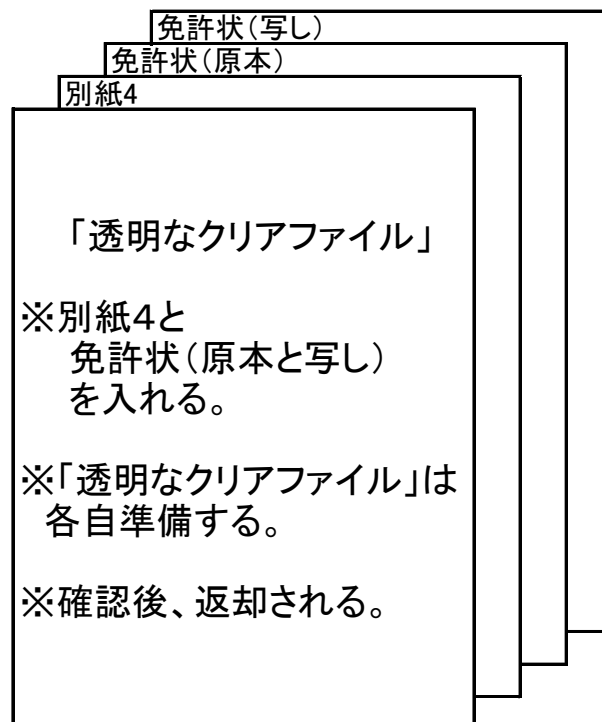 免許状（写し）
免許状（原本）
別紙4
「透明なクリアファイル」
※別紙４と
免許状（原本と写し）
を入れる。
※「透明なクリアファイル」は
各自準備する。
※確認後、返却される。